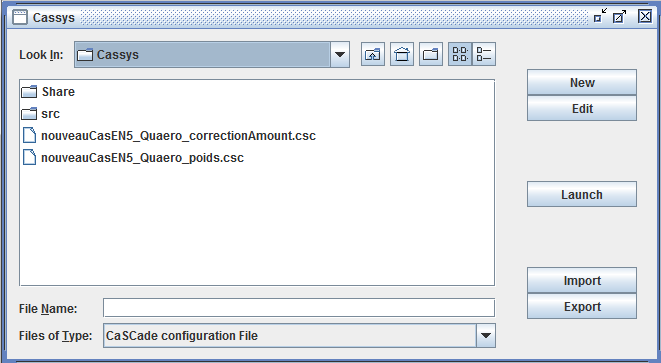 Cassys
Look In: Cassys
Share
src
nouveauCasEN5_Quaero_correctionAmount.csc
nouveauCasEN5_Quaero_poids.csc
File Name:
Files of Type: CaSCade configuration File
New
Edit
Launch
Import
Export